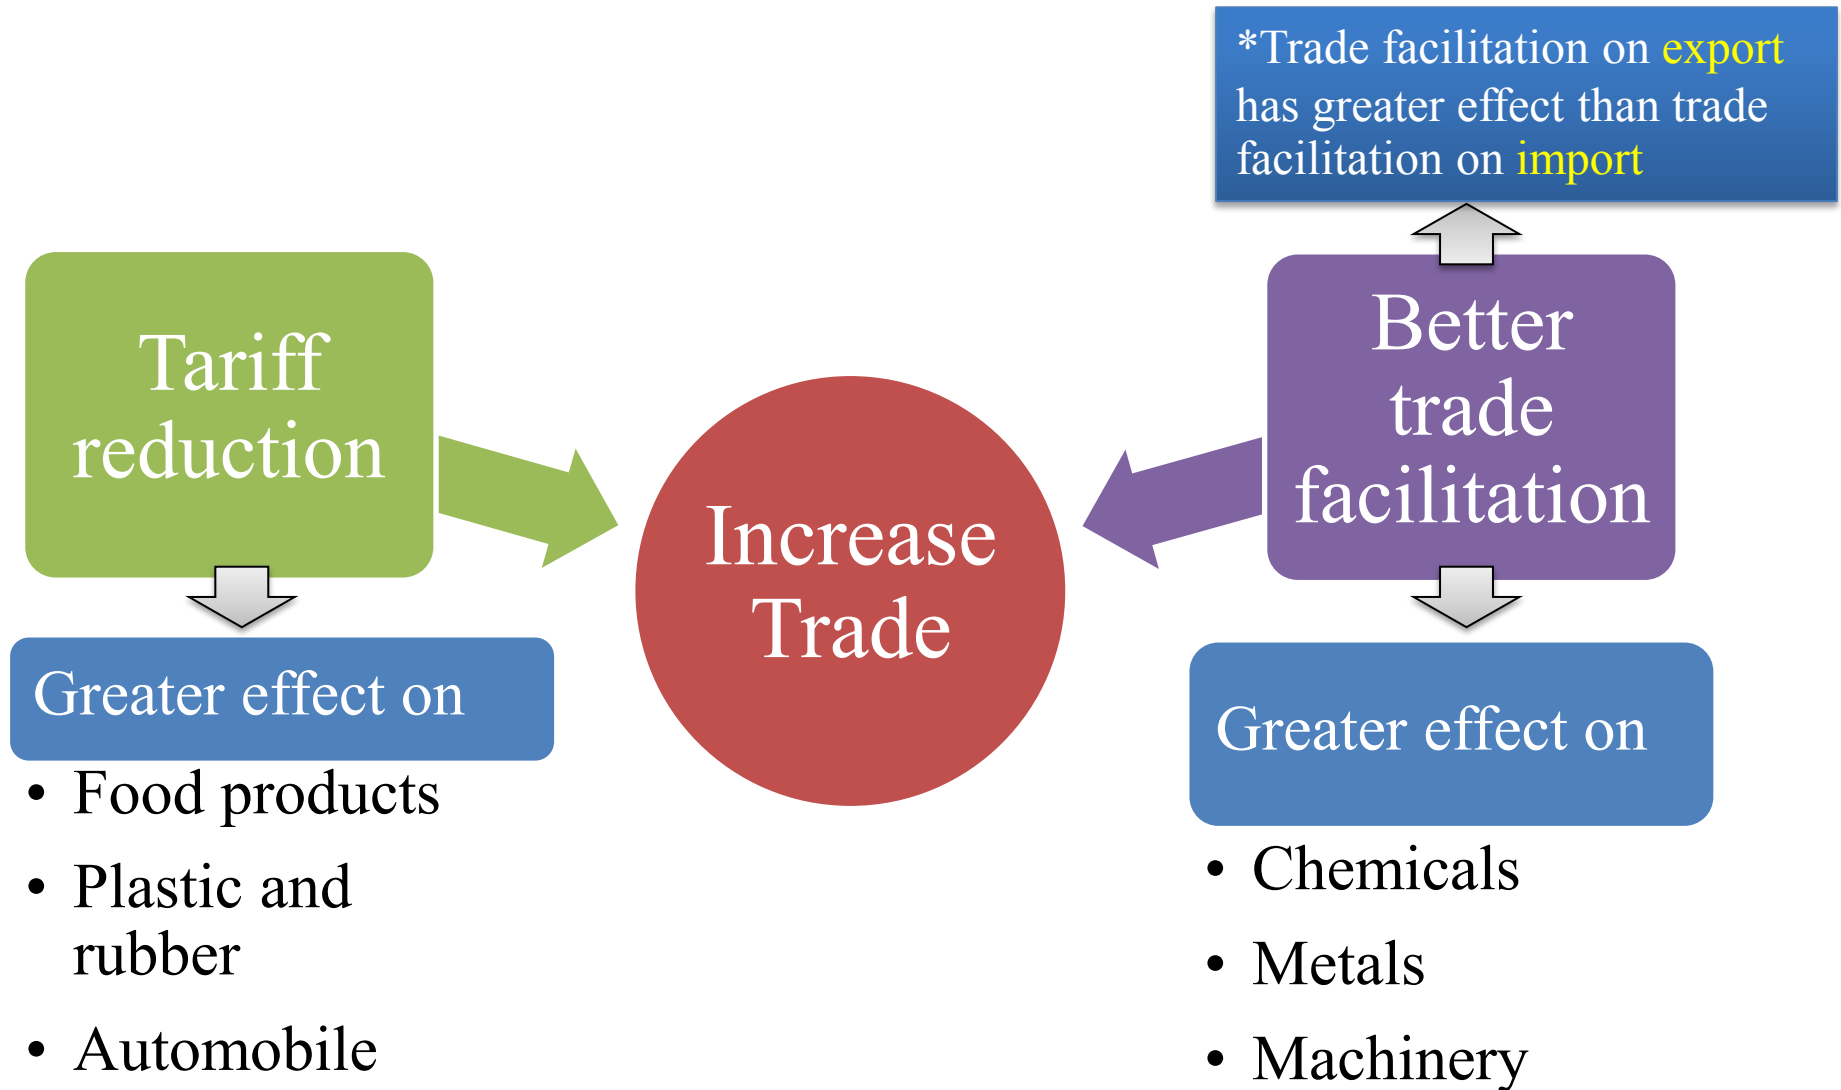 *Trade facilitation on export
has greater effect than trade
facilitation on import
Tariff
reduction
Increase
Trade
Better
trade
facilitation
Greater effect on
• Food products
• Plastic and
rubber
• Automobile
Greater effect on
• Chemicals
• Metals
• Machinery